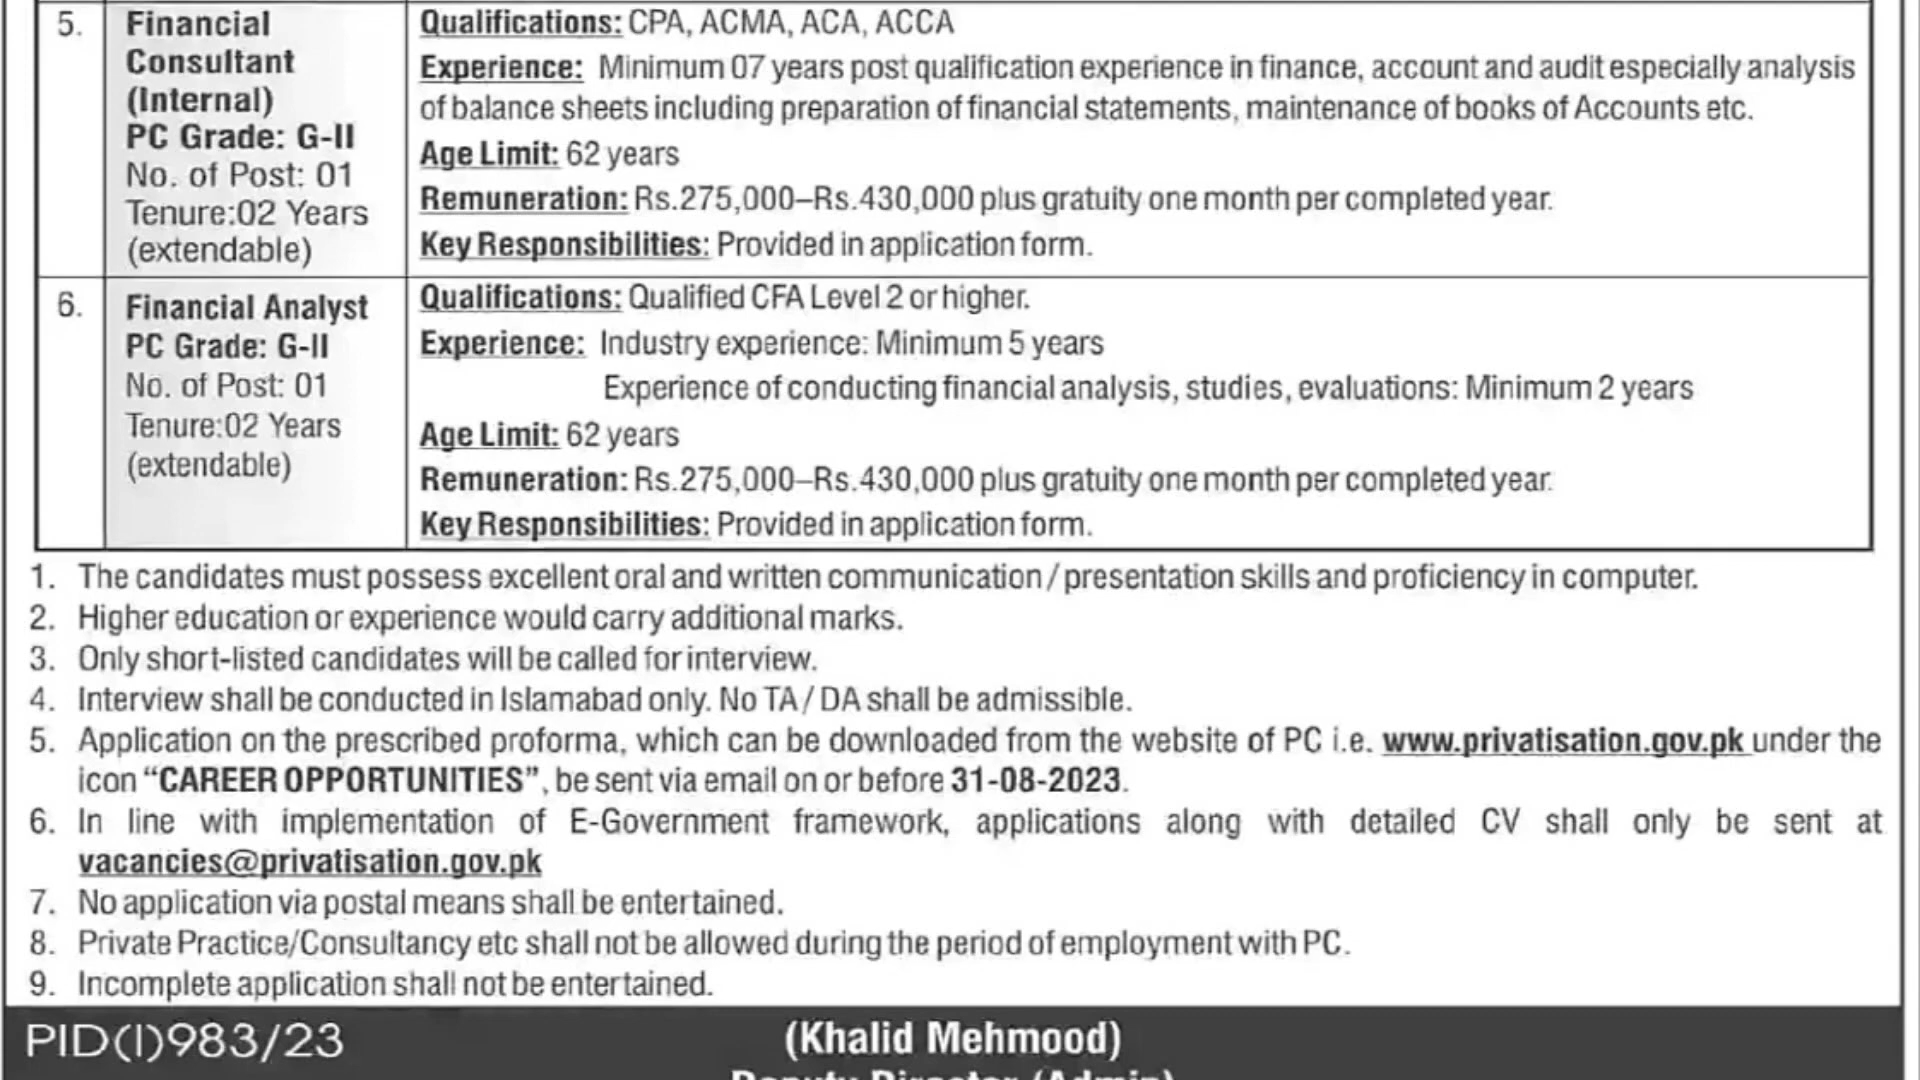 5.
Financial
Consultant
(Internal)
PC Grade: G-II
No. of Post: 01
Tenure:02 Years
(extendable)
Qualifications: CPA, ACMA, ACA, ACCA
Experience: Minimum 07 years post qualification experience in finance, account and audit especially analysis
of balance sheets including preparation of financial statements, maintenance of books of Accounts etc.
Age Limit: 62 years
Remuneration: Rs.275,000–Rs.430,000 plus gratuity one month per completed year.
Key Responsibilities: Provided in application form.
6.
Financial Analyst
PC Grade: G-II
No. of Post: 01
Tenure:02 Years
(extendable)
Qualifications: Qualified CFA Level 2 or higher.
Experience: Industry experience: Minimum 5 years
Experience of conducting financial analysis, studies, evaluations: Minimum 2 years
Age Limit: 62 years
Remuneration: Rs.275,000–Rs.430,000 plus gratuity one month per completed year.
Key Responsibilities: Provided in application form.
1. The candidates must possess excellent oral and written communication / presentation skills and proficiency in computer.
2. Higher education or experience would carry additional marks.
3. Only short-listed candidates will be called for interview.
4. Interview shall be conducted in Islamabad only. No TA / DA shall be admissible.
5. Application on the prescribed proforma, which can be downloaded from the website of PC i.e. www.privatisation.gov.pk under the
icon “CAREER OPPORTUNITIES”, be sent via email on or before 31-08-2023.
6. In line with implementation of E-Government framework, applications along with detailed CV shall only be sent at
vacancies@privatisation.gov.pk
7. No application via postal means shall be entertained.
8. Private Practice/Consultancy etc shall not be allowed during the period of employment with PC.
9. Incomplete application shall not be entertained.
PID(I)983/23
(Khalid Mehmood)
Deputy Director (Admin)